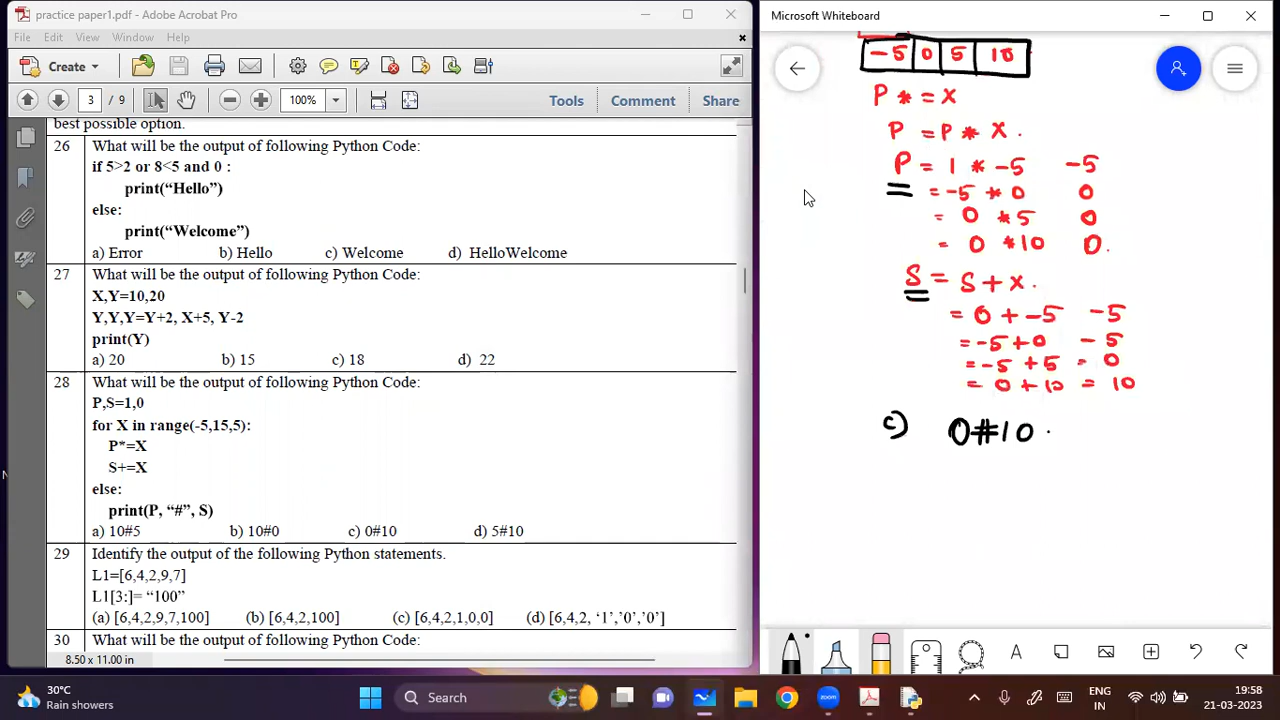 practice paper1.pdf - Adobe Acrobat Pro
File Edit View Window Help
Create
3 / 9
100%
Tools Comment Share
best possible option.
26 What will be the output of following Python Code:
if 5>2 or 8<5 and 0 :
print(“Hello”)
else:
print(“Welcome”)
a) Error b) Hello c) Welcome d) HelloWelcome
27 What will be the output of following Python Code:
X,Y=10,20
Y,Y,Y=Y+2, X+5, Y-2
print(Y)
a) 20 b) 15 c) 18 d) 22
28 What will be the output of following Python Code:
P,S=1,0
for X in range(-5,15,5):
P*=X
S+=X
else:
print(P, “#”, S)
a) 10#5 b) 10#0 c) 0#10 d) 5#10
29 Identify the output of the following Python statements.
L1=[6,4,2,9,7]
L1[3:]= “100”
(a) [6,4,2,9,7,100] (b) [6,4,2,100] (c) [6,4,2,1,0,0] (d) [6,4,2, ‘1’,’0’,’0’]
30 What will be the output of following Python Code:
8.50 x 11.00 in
Microsoft Whiteboard
-5 0 5 10
P * = X
P = P * X .
P = 1 * -5 -5
= -5 * 0 0
= 0 * 5 0
= 0 * 10 0.
S = S + x .
= 0 + -5 -5
= -5 + 0 - 5
= -5 + 5 = 0
= 0 + 10 = 10
c) 0#10 .
A
30°C
Rain showers
Search
zoom
ENG
IN
19:58
21-03-2023